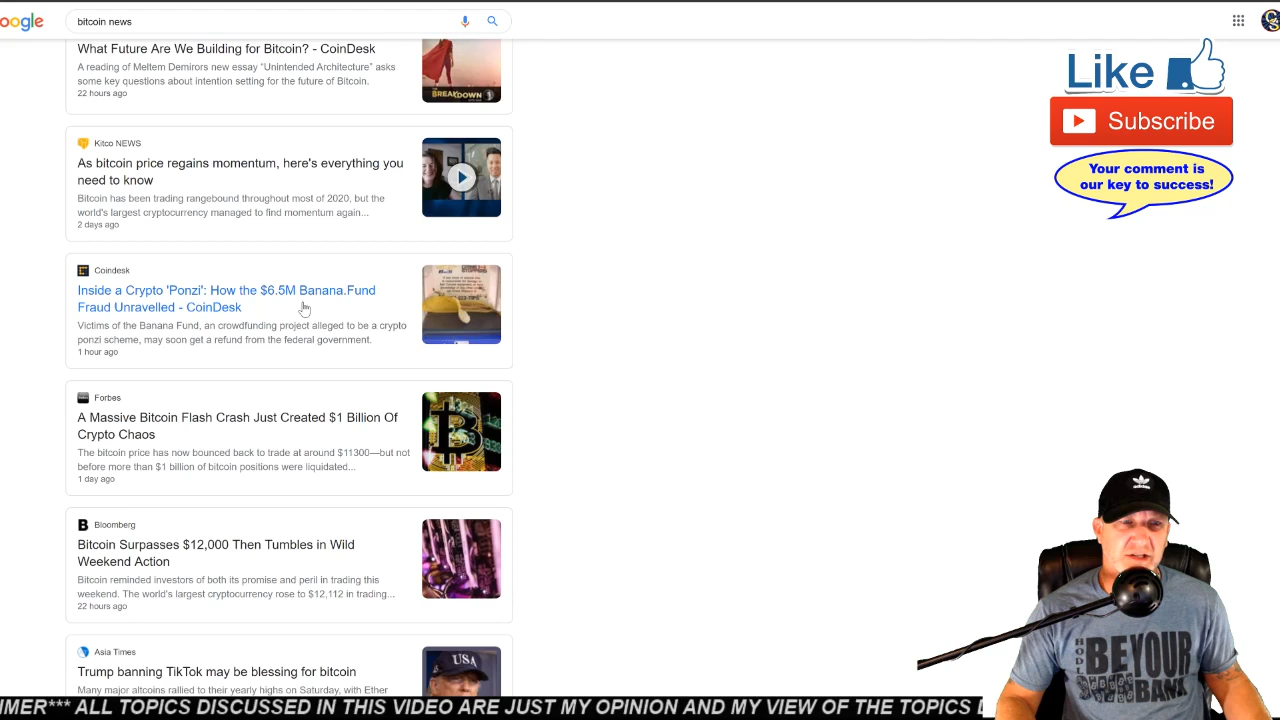 oogle
bitcoin news
What Future Are We Building for Bitcoin? - CoinDesk
A reading of Meltem Demirors new essay “Unintended Architecture” asks
some key questions about intention setting for the future of Bitcoin.
22 hours ago
BREAKDOWN
Kitco NEWS
As bitcoin price regains momentum, here's everything you
need to know
Bitcoin has been trading rangebound throughout most of 2020, but the
world's largest cryptocurrency managed to find momentum again...
2 days ago
Coindesk
Inside a Crypto 'Ponzi': How the $6.5M Banana.Fund
Fraud Unravelled - CoinDesk
Victims of the Banana Fund, an crowdfunding project alleged to be a crypto
ponzi scheme, may soon get a refund from the federal government.
1 hour ago
Forbes
A Massive Bitcoin Flash Crash Just Created $1 Billion Of
Crypto Chaos
The bitcoin price has now bounced back to trade at around $11300—but not
before more than $1 billion of bitcoin positions were liquidated...
1 day ago
Bloomberg
Bitcoin Surpasses $12,000 Then Tumbles in Wild
Weekend Action
Bitcoin reminded investors of both its promise and peril in trading this
weekend. The world's largest cryptocurrency rose to $12,112 in trading...
22 hours ago
Asia Times
Trump banning TikTok may be blessing for bitcoin
Many major altcoins rallied to their yearly highs on Saturday, with Ether
USA
Like
Subscribe
Your comment is
our key to success!
adidas
HODL
BE YOUR
BANK
IMER*** ALL TOPICS DISCUSSED IN THIS VIDEO ARE JUST MY OPINION AND MY VIEW OF THE TOPICS